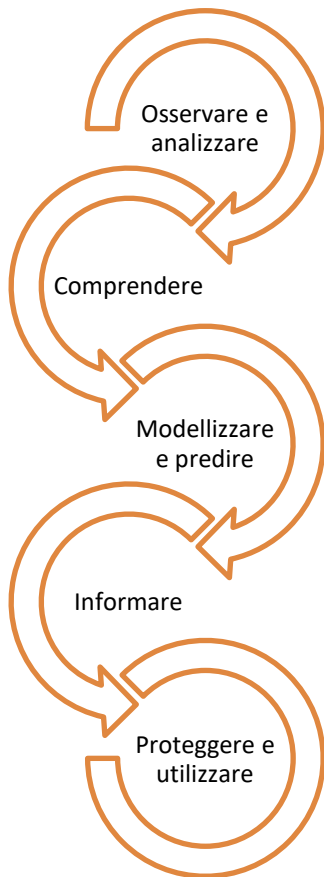 Osservare e
analizzare
Comprendere
Modellizzare
e predire
Informare
Proteggere e
utilizzare